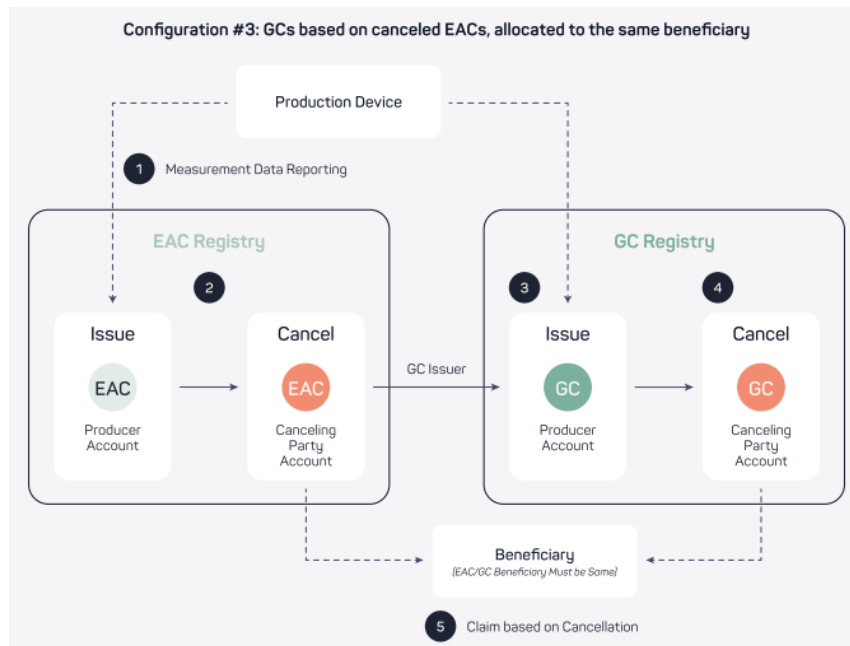 Configuration #3: GCs based on canceled EACs, allocated to the same beneficiary
Production Device
1
Measurement Data Reporting
EAC Registry
GC Registry
2
3
4
Issue
Cancel
Issue
Cancel
EAC
EAC
GC Issuer
GC
GC
Producer
Account
Canceling
Party
Account
Producer
Account
Canceling
Party
Account
Beneficiary
(EAC/GC Beneficiary Must be Same)
5
Claim based on Cancellation